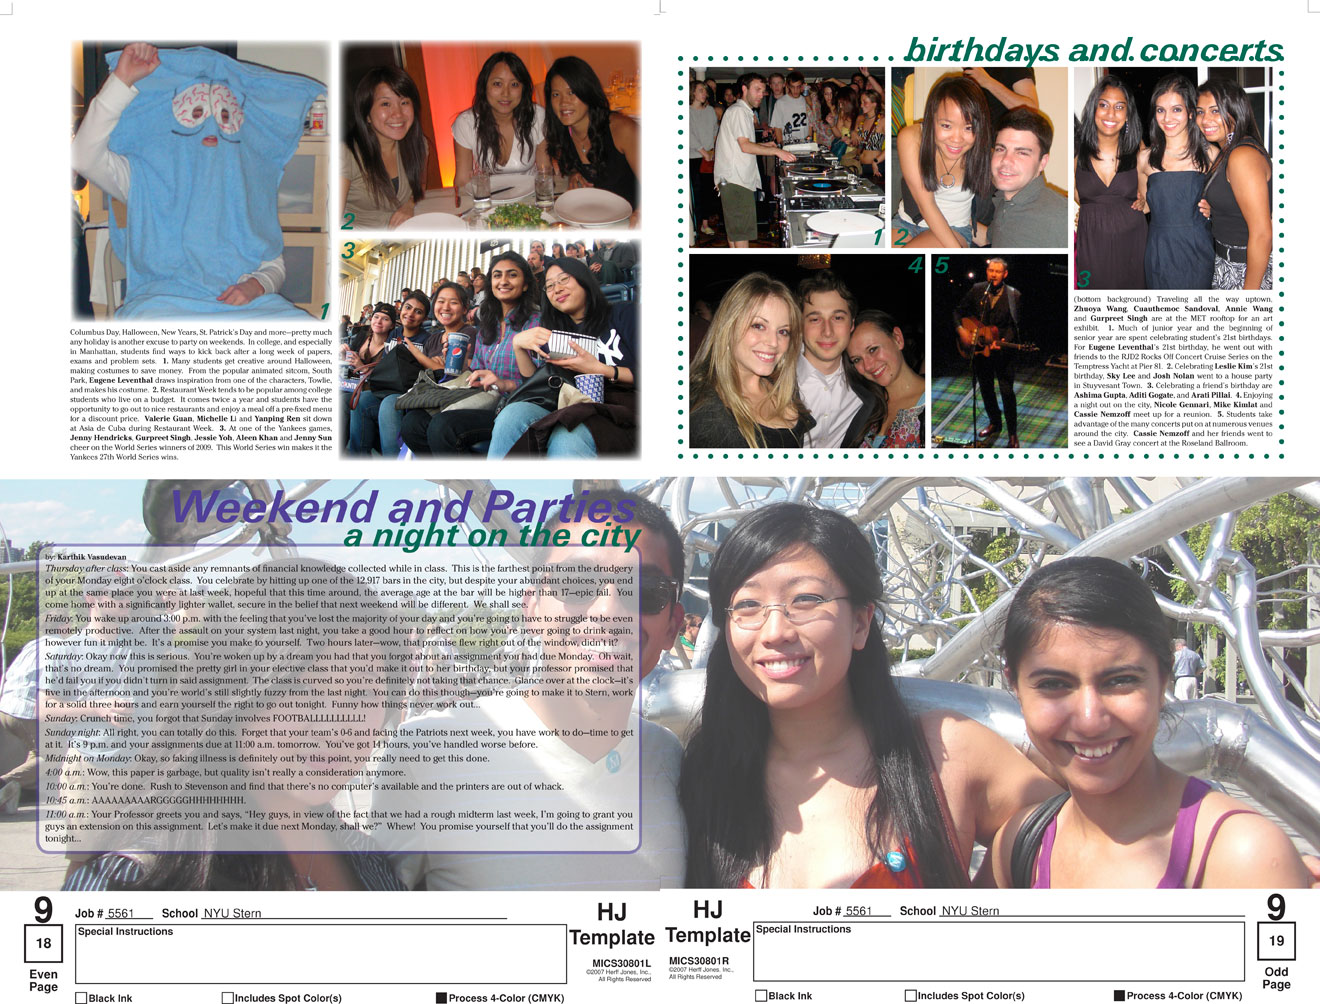 1
2
3
Columbus Day, Halloween, New Years, St. Patrick's Day and more—pretty much
any holiday is another excuse to party on weekends. In college, and especially
in Manhattan, students find ways to kick back after a long week of papers,
exams and problem sets. 1. Many students get creative around Halloween,
making costumes to save money. From the popular animated sitcom, South
Park, Eugene Leventhal draws inspiration from one of the characters, Towlie,
and makes his costume. 2. Restaurant Week tends to be popular among college
students who live on a budget. It comes twice a year and students have the
opportunity to go out to nice restaurants and enjoy a meal off a pre-fixed menu
for a discount price. Valerie Guan, Michelle Li and Yanping Ren sit down
at Asia de Cuba during Restaurant Week. 3. At one of the Yankees games,
Jenny Hendricks, Gurpreet Singh, Jessie Yoh, Aleen Khan and Jenny Sun
cheer on the World Series winners of 2009. This World Series win makes it the
Yankees 27th World Series wins.
birthdays and concerts
22
1
2
3
4
5
(bottom background) Traveling all the way uptown,
Zhuoya Wang, Cuauthemoc Sandoval, Annie Wang
and Gurpreet Singh are at the MET rooftop for an art
exhibit. 1. Much of junior year and the beginning of
senior year are spent celebrating student's 21st birthdays.
For Eugene Leventhal's 21st birthday, he went out with
friends to the RJD2 Rocks Off Concert Cruise Series on the
Temptress Yacht at Pier 81. 2. Celebrating Leslie Kim's 21st
birthday, Sky Lee and Josh Nolan went to a house party
in Stuyvesant Town. 3. Celebrating a friend's birthday are
Ashima Gupta, Aditi Gogate, and Arati Pillai. 4. Enjoying
a night out on the city, Nicole Gennari, Mike Kimlat and
Cassie Nemzoff meet up for a reunion. 5. Students take
advantage of the many concerts put on at numerous venues
around the city. Cassie Nemzoff and her friends went to
see a David Gray concert at the Roseland Ballroom.
Weekend and Parties
a night on the city
by: Karthik Vasudevan
Thursday after class: You cast aside any remnants of financial knowledge collected while in class. This is the farthest point from the drudgery
of your Monday eight o'clock class. You celebrate by hitting up one of the 12,917 bars in the city, but despite your abundant choices, you end
up at the same place you were at last week, hopeful that this time around, the average age at the bar will be higher than 17—epic fail. You
come home with a significantly lighter wallet, secure in the belief that next weekend will be different. We shall see.
Friday: You wake up around 3:00 p.m. with the feeling that you've lost the majority of your day and you're going to have to struggle to be even
remotely productive. After the assault on your system last night, you take a good hour to reflect on how you're never going to drink again,
however fun it might be. It's a promise you make to yourself. Two hours later—wow, that promise flew right out of the window, didn't it?
Saturday: Okay now this is serious. You're woken up by a dream you had that you forgot about an assignment you had due Monday. Oh wait,
that's no dream. You promised the pretty girl in your elective class that you'd make it out to her birthday, but your professor promised that
he'd fail you if you didn't turn in said assignment. The class is curved so you're definitely not taking that chance. Glance over at the clock—it's
five in the afternoon and you're world's still slightly fuzzy from the last night. You can do this though—you're going to make it to Stern, work
for a solid three hours and earn yourself the right to go out tonight. Funny how things never work out...
Sunday: Crunch time, you forgot that Sunday involves FOOTBALLLLLLLLLL!
Sunday night: All right, you can totally do this. Forget that your team's 0-6 and facing the Patriots next week, you have work to do—time to get
at it. It's 9 p.m. and your assignments due at 11:00 a.m. tomorrow. You've got 14 hours, you've handled worse before.
Midnight on Monday: Okay, so faking illness is definitely out by this point, you really need to get this done.
4:00 a.m.: Wow, this paper is garbage, but quality isn't really a consideration anymore.
10:00 a.m.: You're done. Rush to Stevenson and find that there's no computer's available and the printers are out of whack.
10:45 a.m.: AAAAAAAAARGGGGGHHHHHHHH.
11:00 a.m.: Your Professor greets you and says, "Hey guys, in view of the fact that we had a rough midterm last week, I'm going to grant you
guys an extension on this assignment. Let's make it due next Monday, shall we?" Whew! You promise yourself that you'll do the assignment
tonight...
9
18
Even
Page
Job # 5561 School NYU Stern
Special Instructions
Black Ink Includes Spot Color(s) Process 4-Color (CMYK)
HJ
Template
MICS30801L
©2007 Herff Jones, Inc.,
All Rights Reserved
HJ
Template
MICS30801R
©2007 Herff Jones, Inc.,
All Rights Reserved
Job # 5561 School NYU Stern
Special Instructions
Black Ink Includes Spot Color(s) Process 4-Color (CMYK)
9
19
Odd
Page